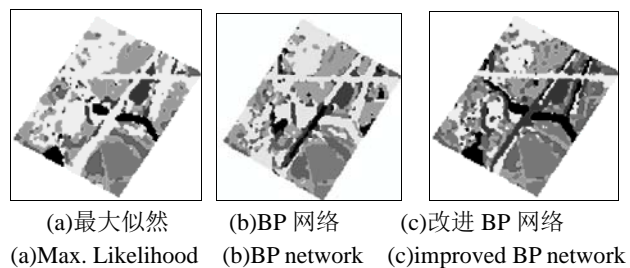 (a)最大似然 (b)BP 网络 (c)改进 BP 网络
(a)Max. Likelihood (b)BP network (c)improved BP network